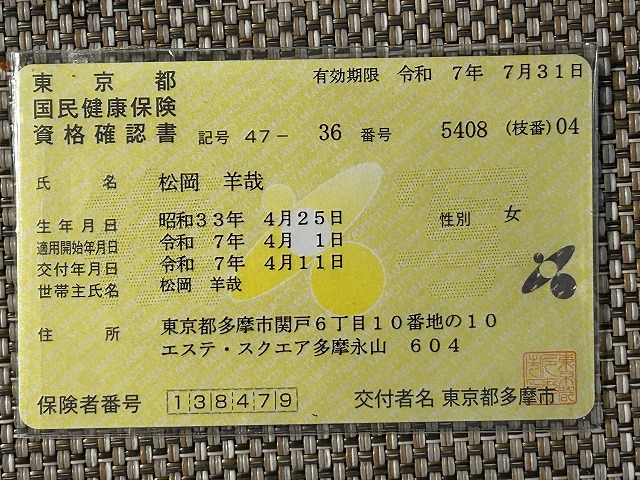 東京都
国民健康保険
資格確認書
有効期限 令和 7年 7月31日
記号 47－ 36 番号 5408 (枝番)04
氏名 松岡 羊哉
生年月日 昭和33年 4月25日 性別 女
適用開始年月日 令和 7年 4月 1日
交付年月日 令和 7年 4月11日
世帯主氏名 松岡 羊哉
住所 東京都多摩市関戸6丁目10番地の10
エステ・スクエア多摩永山 604
保険者番号 138479 交付者名 東京都多摩市